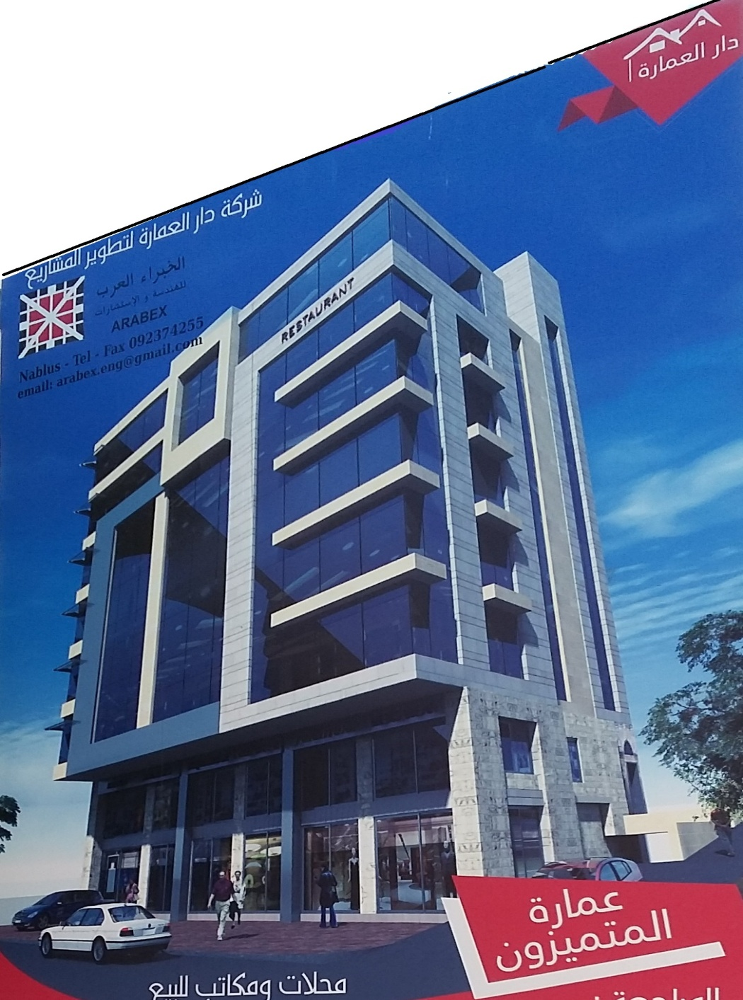 دار العمارة
شركة دار العمارة لتطوير المشاريع
الخبراء العرب
للهندسة و الإستشارات
ARABEX
Nablus - Tel - Fax 092374255
email: arabex.eng@gmail.com
RESTAURANT
عمارة
المتميزون
محلات ومكاتب للبيع